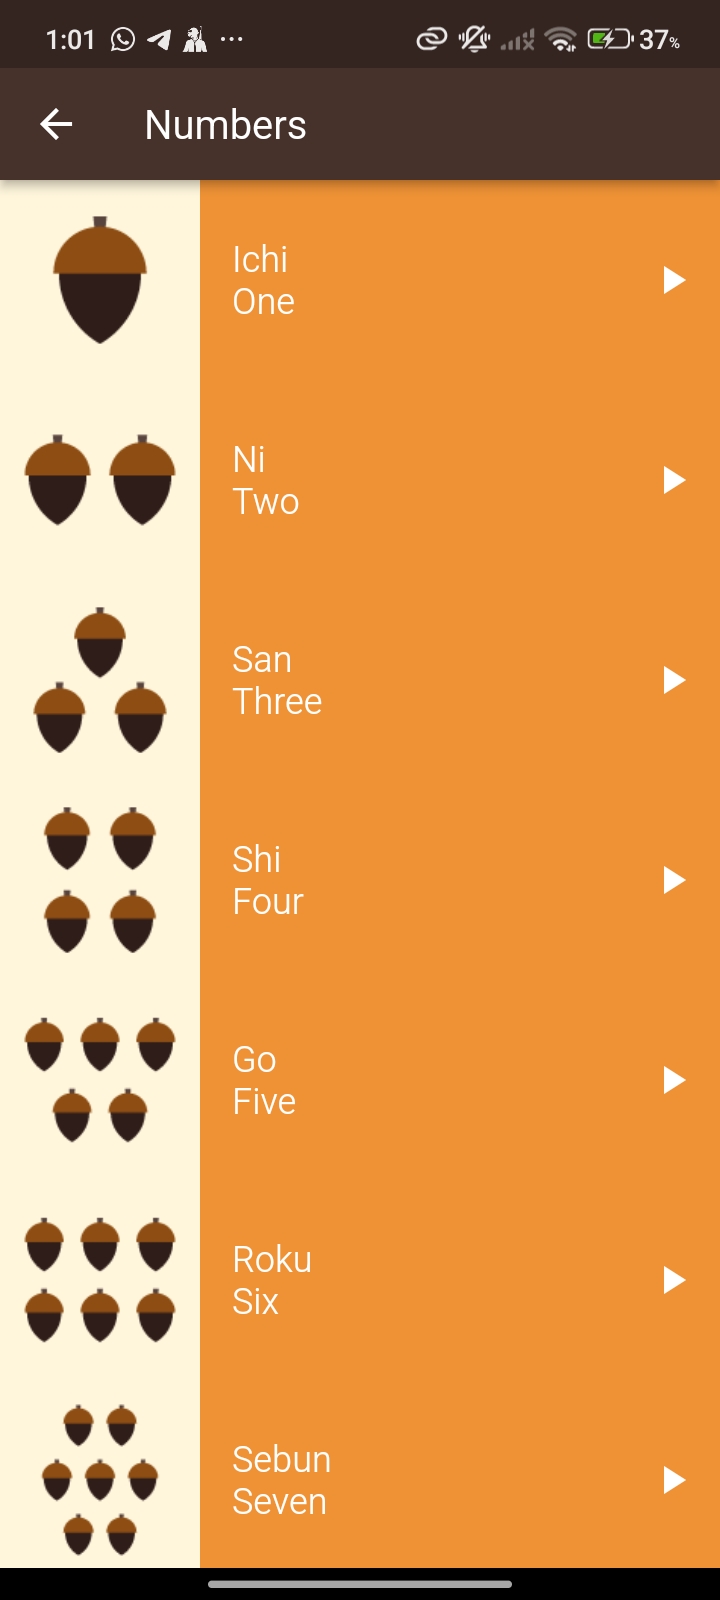 1:01
37%
Numbers
Ichi
One
Ni
Two
San
Three
Shi
Four
Go
Five
Roku
Six
Sebun
Seven